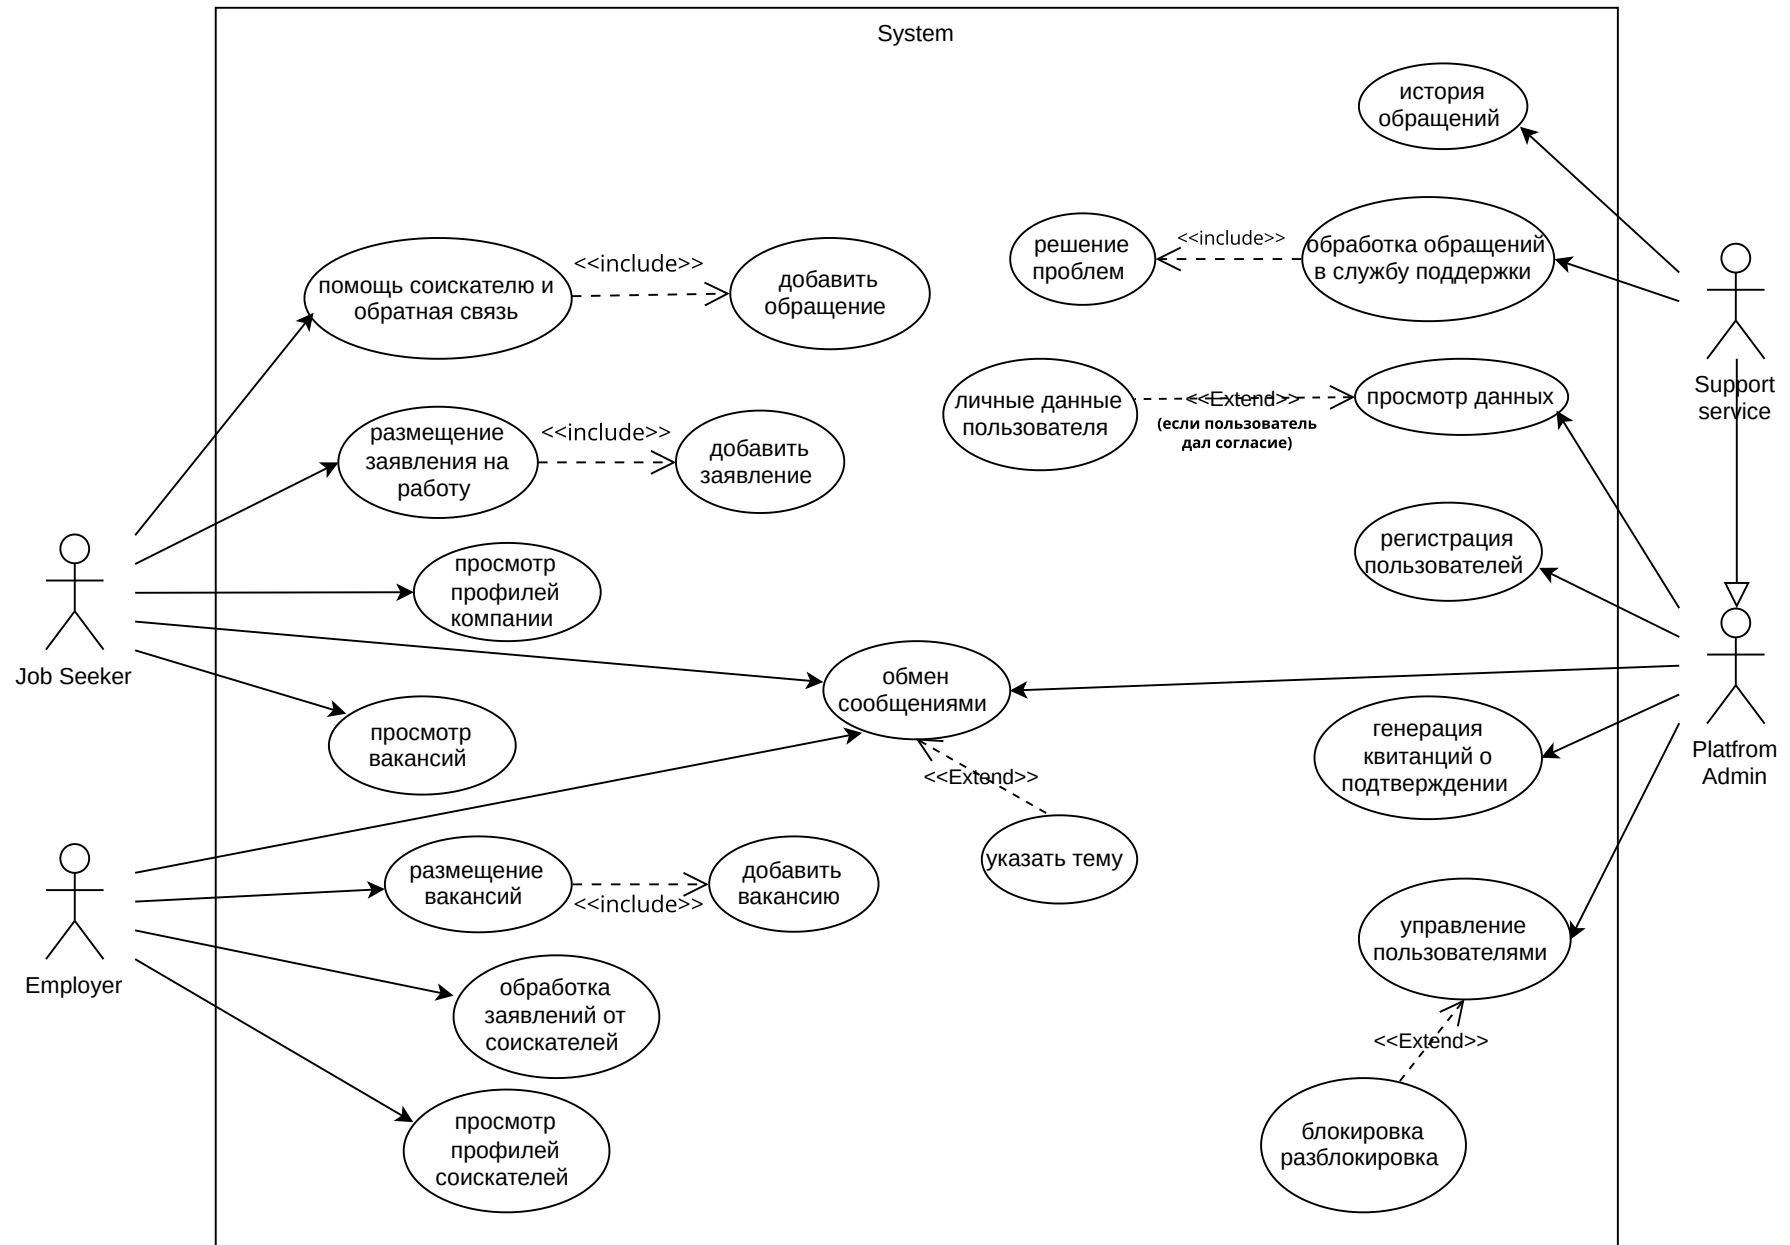 System
история
обращений
решение
проблем
<<include>>
обработка обращений
в службу поддержки
помощь соискателю и
обратная связь
<<include>>
добавить
обращение
Support
service
личные данные
пользователя
<<Extend>>
(если пользователь
дал согласие)
просмотр данных
размещение
заявления на
работу
<<include>>
добавить
заявление
регистрация
пользователей
просмотр
профилей
компании
Job Seeker
обмен
сообщениями
просмотр
вакансий
<<Extend>>
указать тему
генерация
квитанций о
подтверждении
Platfrom
Admin
размещение
вакансий
<<include>>
добавить
вакансию
Employer
управление
пользователями
обработка
заявлений от
соискателей
<<Extend>>
просмотр
профилей
соискателей
блокировка
разблокировка